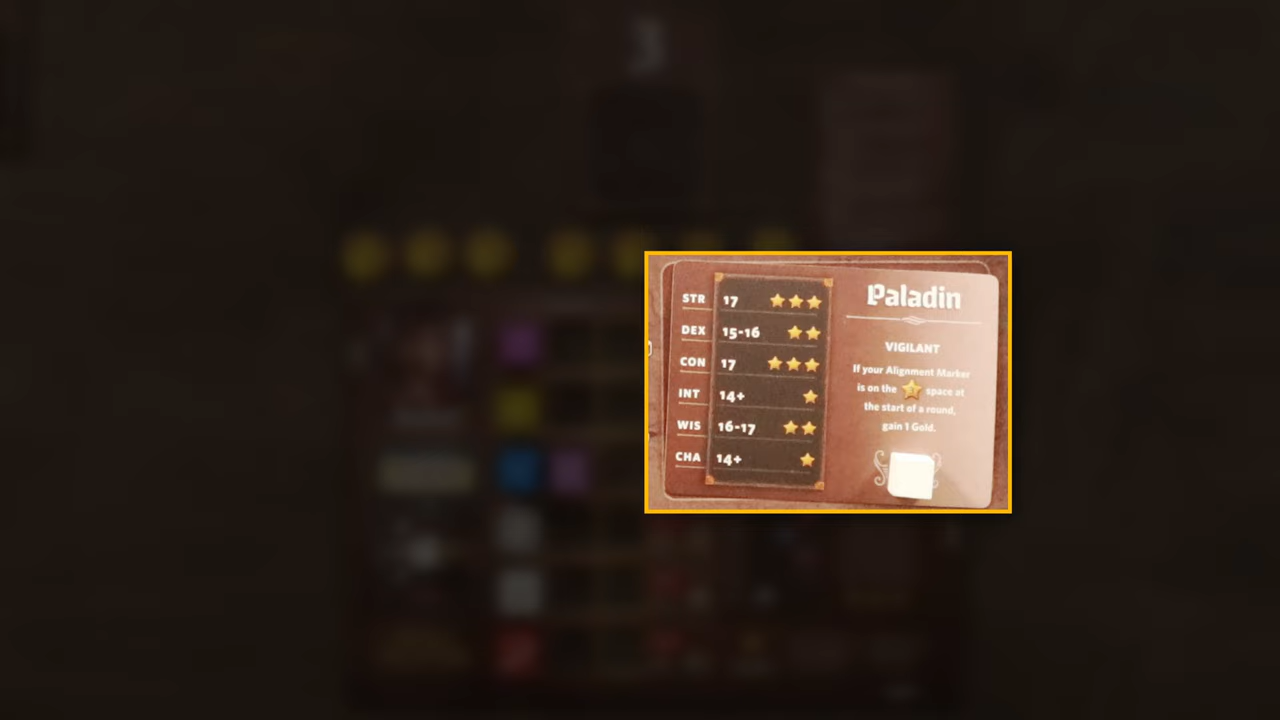 Paladin
STR 17
DEX 15-16
CON 17
INT 14+
WIS 16-17
CHA 14+
VIGILANT
If your Alignment Marker
is on the space at
the start of a round,
gain 1 Gold.